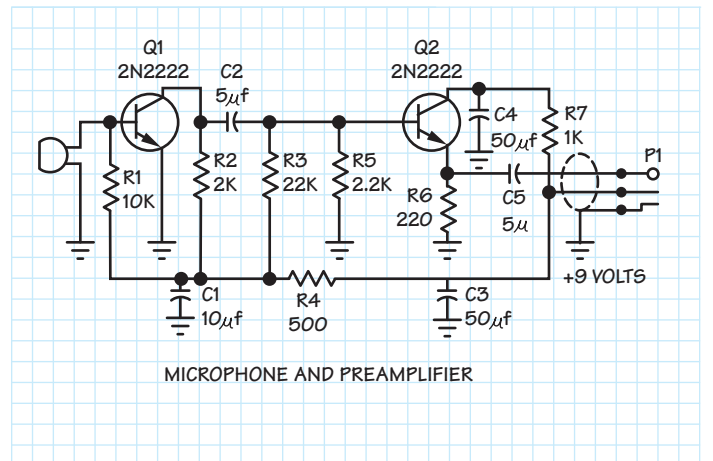 Q1
2N2222
C2
5µf
Q2
2N2222
C4
50µf
R7
1K
P1
R1
10K
R2
2K
R3
22K
R5
2.2K
R6
220
C5
5µ
+9 VOLTS
C1
10µf
R4
500
C3
50µf
MICROPHONE AND PREAMPLIFIER